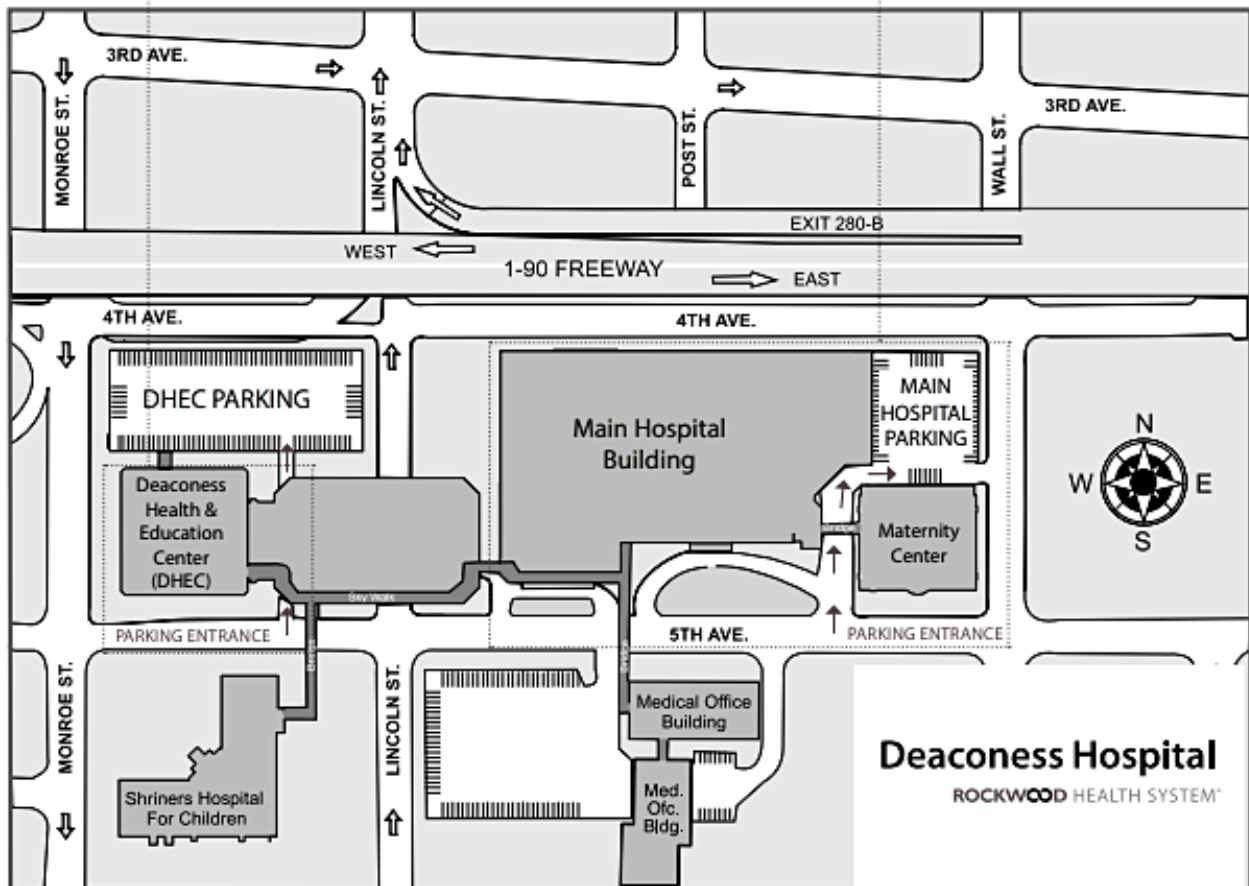 3RD AVE.
3RD AVE.
MONROE ST.
LINCOLN ST.
POST ST.
WALL ST.
EXIT 280-B
WEST
1-90 FREEWAY
EAST
4TH AVE.
4TH AVE.
DHEC PARKING
MAIN
HOSPITAL
PARKING
Main Hospital
Building
N
W
E
S
Deaconess
Health &
Education
Center
(DHEC)
Maternity
Center
Bridge
Sky Walk
PARKING ENTRANCE
5TH AVE.
PARKING ENTRANCE
Bridge
Bridge
MONROE ST.
LINCOLN ST.
Medical Office
Building
Shriners Hospital
For Children
Med.
Ofc.
Bldg.
Deaconess Hospital
ROCKWOOD HEALTH SYSTEM